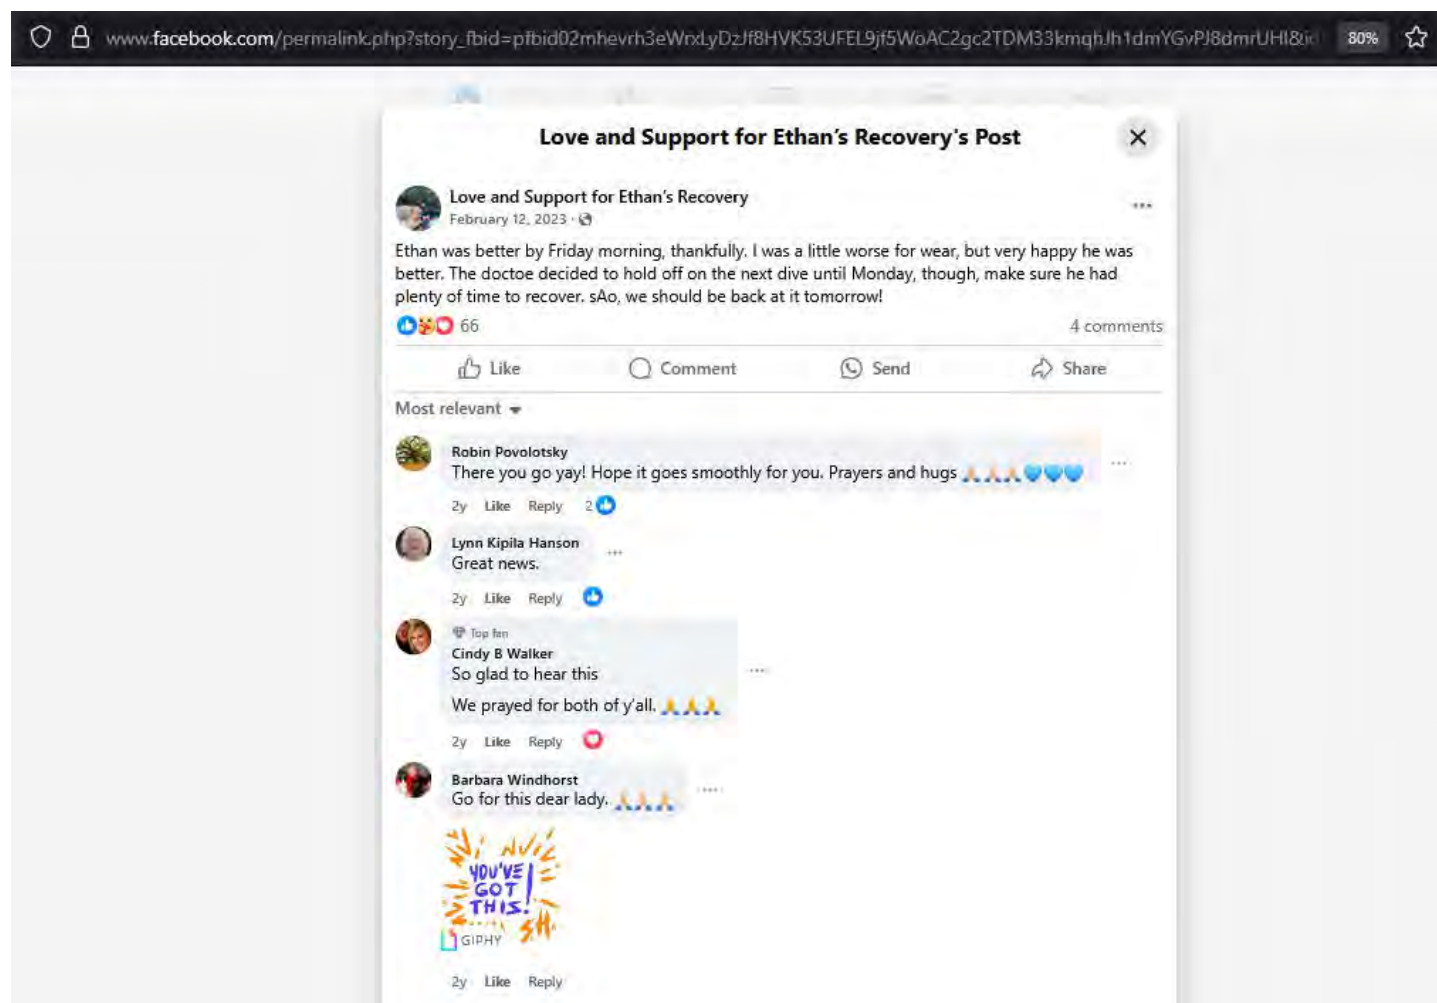 www.facebook.com/permalink.php?story_fbid=pfbid02mhevrh3eWrxLyDzJf8HVK53UFEL9jf5WoAC2gc2TDM33kmqhJh1dmYGvPJ8dmrUHl&ic
80%
Love and Support for Ethan's Recovery's Post
Love and Support for Ethan's Recovery
February 12, 2023 ·
Ethan was better by Friday morning, thankfully. I was a little worse for wear, but very happy he was
better. The doctoe decided to hold off on the next dive until Monday, though, make sure he had
plenty of time to recover. sAo, we should be back at it tomorrow!
66
4 comments
Like Comment Send Share
Most relevant
Robin Povolotsky
There you go yay! Hope it goes smoothly for you. Prayers and hugs 🙏🏻🙏🏻🙏🏻💙💙💙
2y Like Reply 2
Lynn Kipila Hanson
Great news.
2y Like Reply
Top fan
Cindy B Walker
So glad to hear this
We prayed for both of y'all. 🙏🙏🙏
2y Like Reply
Barbara Windhorst
Go for this dear lady. 🙏🏻🙏🏻🙏🏻
YOU'VE
GOT
THIS!
SH.
GIPHY
2y Like Reply